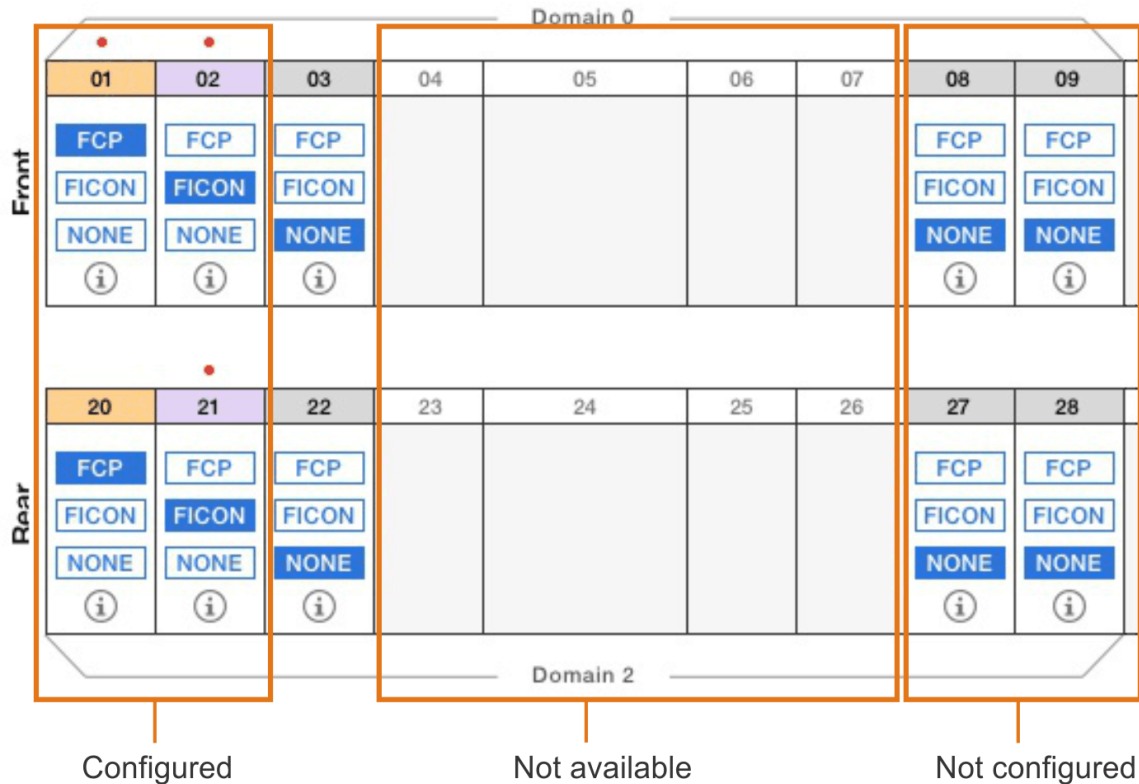 Domain 0
01 02 03 04 05 06 07 08 09
Front
FCP FCP FCP FCP FCP
FICON FICON FICON FICON FICON
NONE NONE NONE NONE NONE
i i i i i
20 21 22 23 24 25 26 27 28
Rear
FCP FCP FCP FCP FCP
FICON FICON FICON FICON FICON
NONE NONE NONE NONE NONE
i i i i i
Domain 2
Configured Not available Not configured